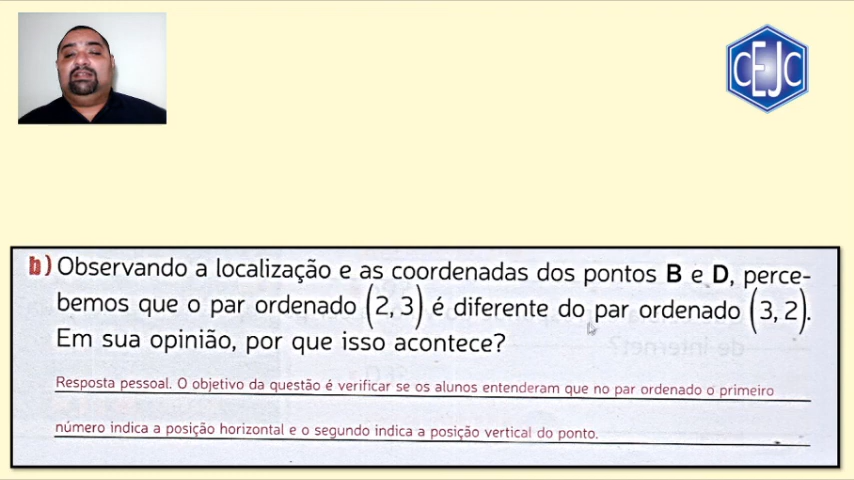 CEJC
b) Observando a localização e as coordenadas dos pontos B e D, perce-
bemos que o par ordenado (2, 3) é diferente do par ordenado (3, 2).
Em sua opinião, por que isso acontece?
Resposta pessoal. O objetivo da questão é verificar se os alunos entenderam que no par ordenado o primeiro
número indica a posição horizontal e o segundo indica a posição vertical do ponto.